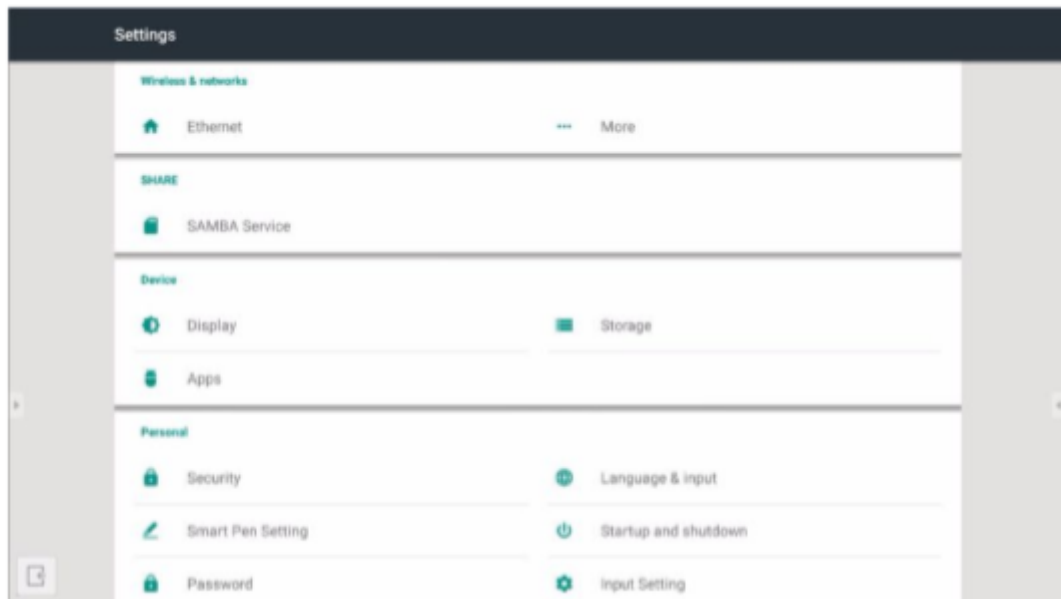 Settings
Wireless & networks
Ethernet
More
SHARE
SAMBA Service
Device
Display
Storage
Apps
Personal
Security
Language & input
Smart Pen Setting
Startup and shutdown
Password
Input Setting